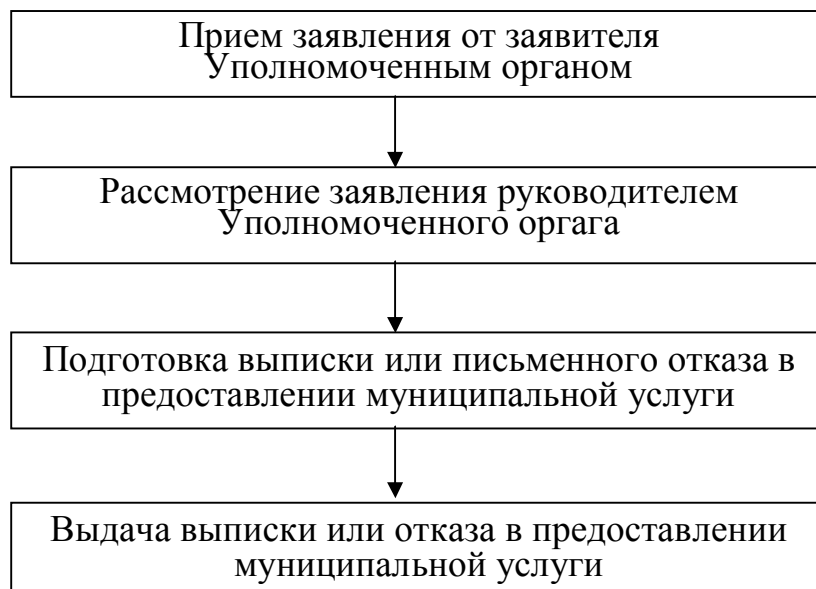 Прием заявления от заявителя
Уполномоченным органом
Рассмотрение заявления руководителем
Уполномоченного оргага
Подготовка выписки или письменного отказа в
предоставлении муниципальной услуги
Выдача выписки или отказа в предоставлении
муниципальной услуги